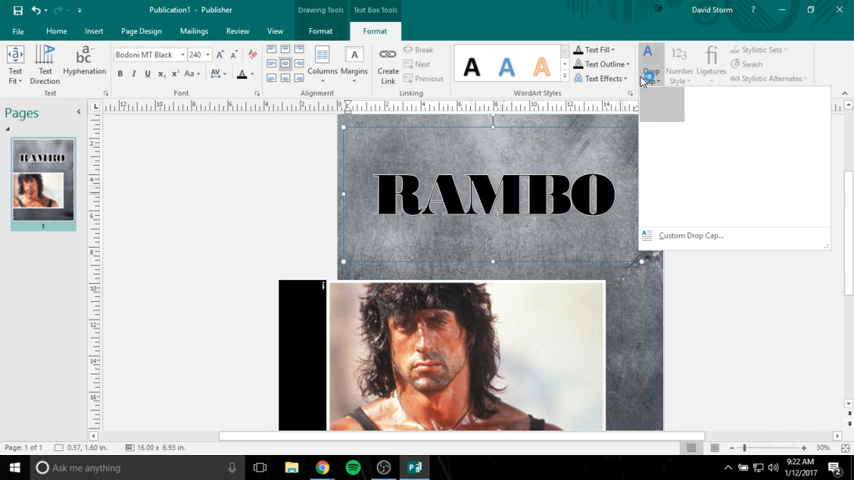 Publication1 - Publisher
Drawing Tools
Text Box Tools
David Storm
File
Home
Insert
Page Design
Mailings
Review
View
Format
Format
Text Fit
Text Direction
Hyphenation
Text
Bodoni MT Black
240
B I U
Aa
AV
A
Font
Alignment
Columns
Margins
Create Link
Break
Next
Previous
Linking
A A A
WordArt Styles
Text Fill
Text Outline
Text Effects
Drop
Number Style
Ligatures
Stylistic Sets
Swash
Stylistic Alternates
Custom Drop Cap...
Pages
1
RAMBO
RAMBO
Page: 1 of 1
0.57, 1.60 in.
16.00 x 6.93 in.
30%
Ask me anything
9:22 AM
1/12/2017
2